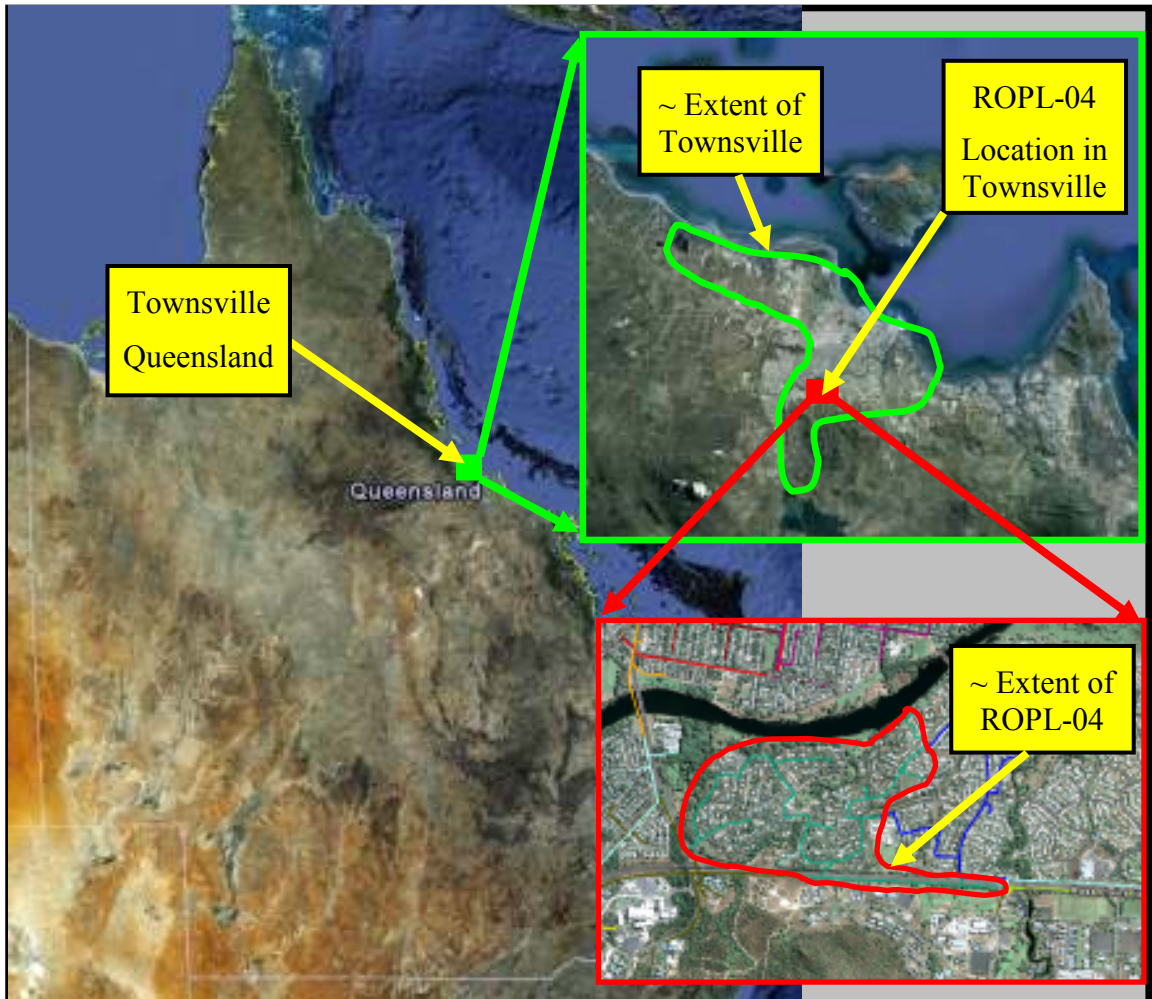 ~ Extent of
Townsville
ROPL-04
Location in
Townsville
Townsville
Queensland
Queensland
~ Extent of
ROPL-04